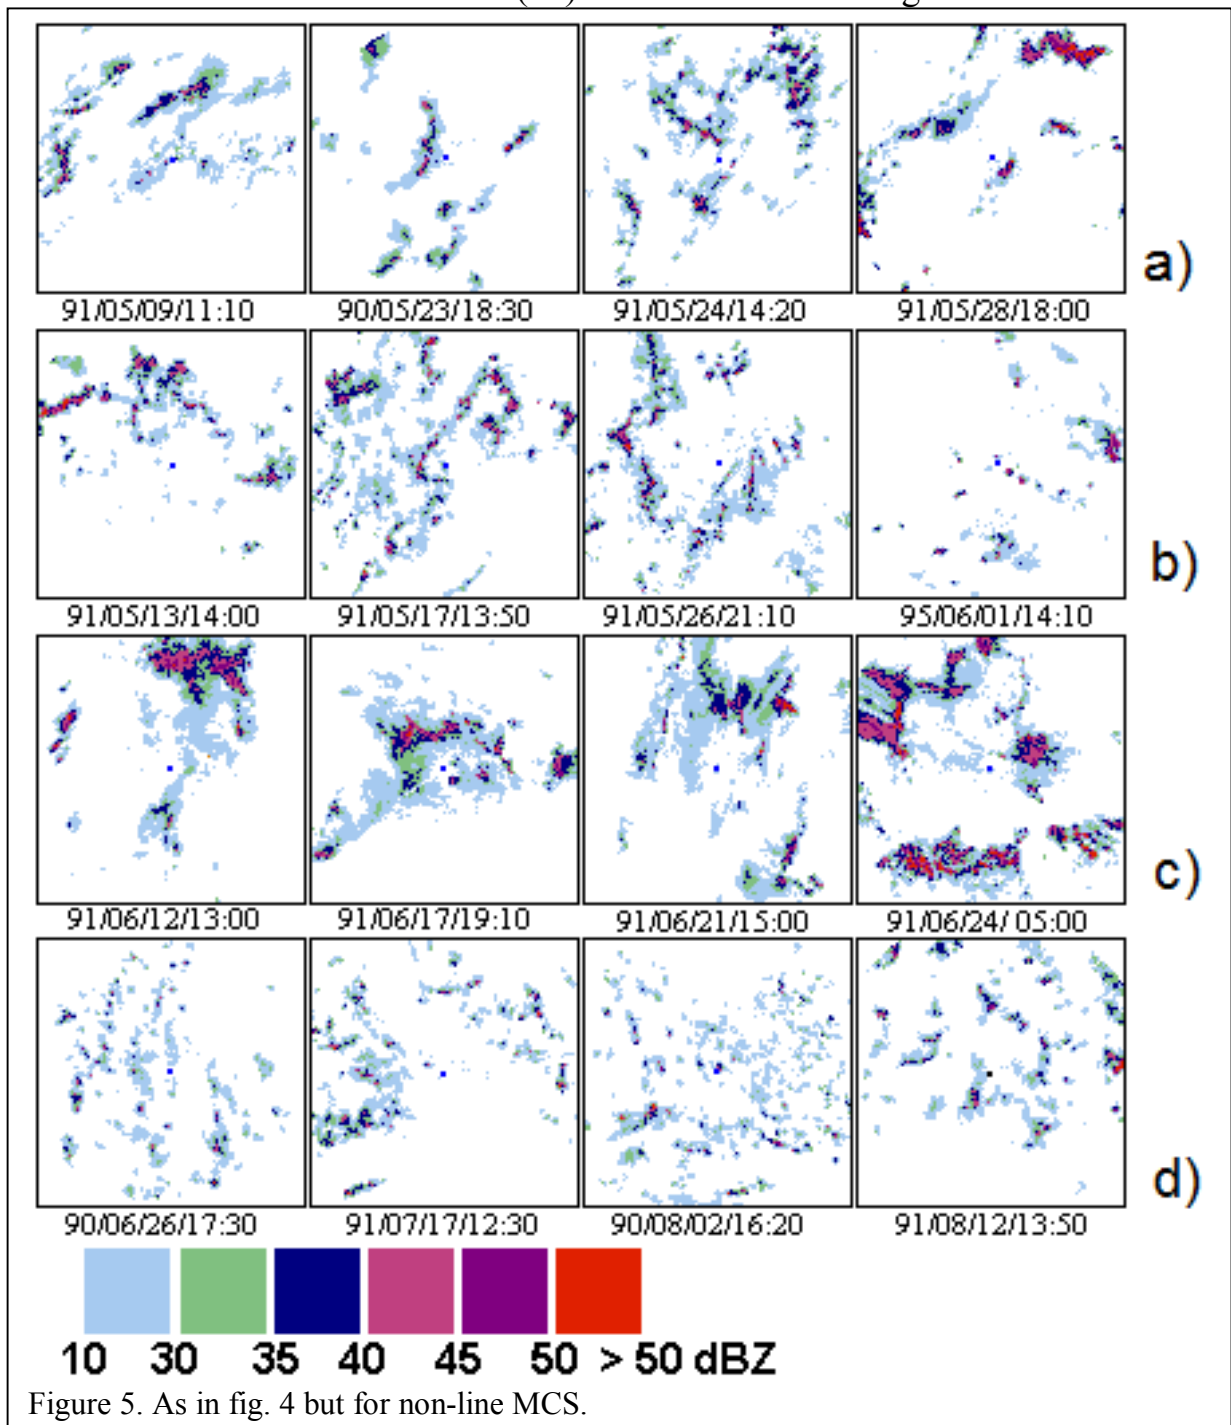 91/05/09/11:10 90/05/23/18:30 91/05/24/14:20 91/05/28/18:00
a)
91/05/13/14:00 91/05/17/13:50 91/05/26/21:10 95/06/01/14:10
b)
91/06/12/13:00 91/06/17/19:10 91/06/21/15:00 91/06/24/ 05:00
c)
90/06/26/17:30 91/07/17/12:30 90/08/02/16:20 91/08/12/13:50
d)
10 30 35 40 45 50 > 50 dBZ
Figure 5. As in fig. 4 but for non-line MCS.